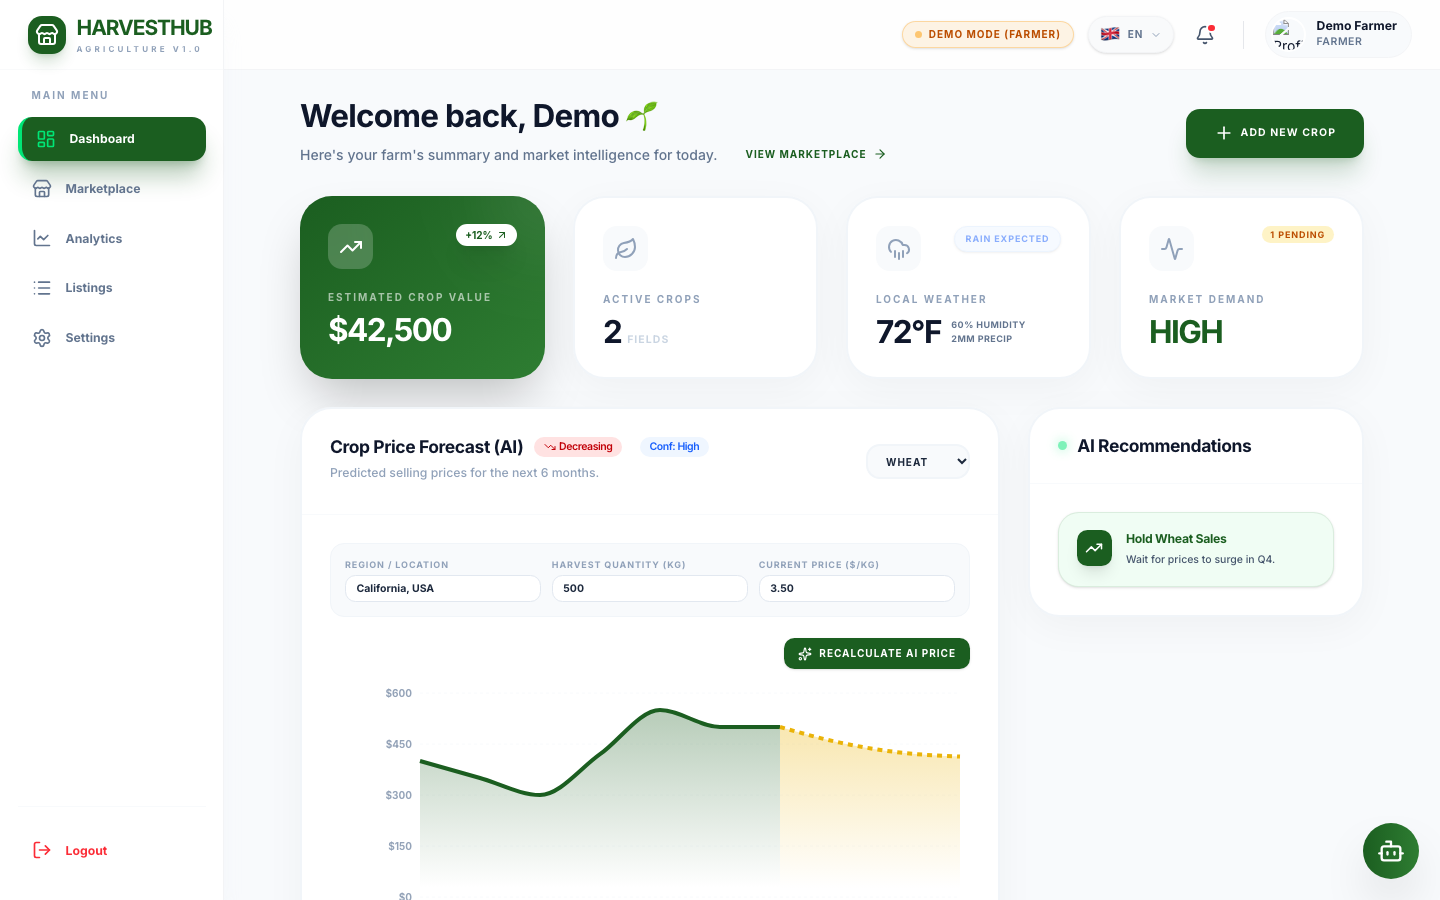 HARVESTHUB
AGRICULTURE V1.0
MAIN MENU
Dashboard
Marketplace
Analytics
Listings
Settings
Logout
DEMO MODE (FARMER)
EN
Prof
Demo Farmer
FARMER
Welcome back, Demo
Here's your farm's summary and market intelligence for today.
VIEW MARKETPLACE
ADD NEW CROP
+12%
ESTIMATED CROP VALUE
$42,500
ACTIVE CROPS
2 FIELDS
RAIN EXPECTED
LOCAL WEATHER
72°F
60% HUMIDITY
2MM PRECIP
1 PENDING
MARKET DEMAND
HIGH
Crop Price Forecast (AI)
Decreasing
Conf: High
Predicted selling prices for the next 6 months.
WHEAT
REGION / LOCATION
California, USA
HARVEST QUANTITY (KG)
500
CURRENT PRICE ($/KG)
3.50
RECALCULATE AI PRICE
$600
$450
$300
$150
$0
AI Recommendations
Hold Wheat Sales
Wait for prices to surge in Q4.